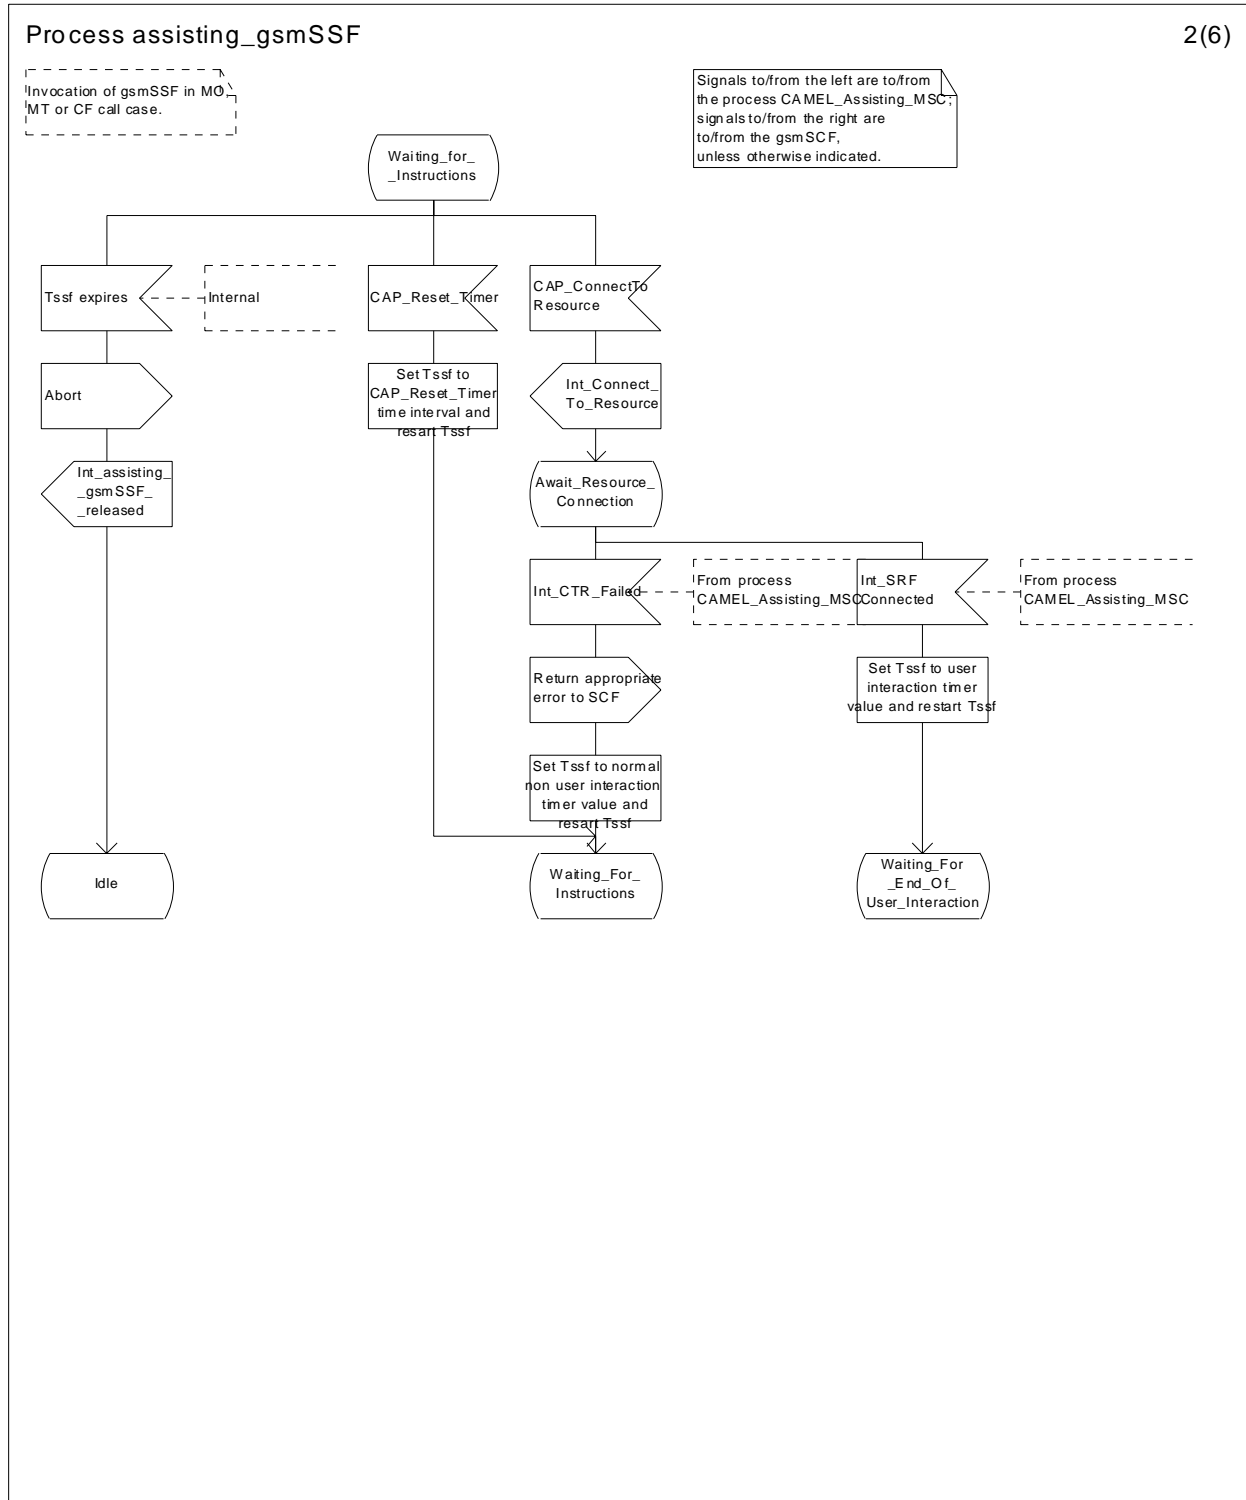 Process assisting_gsmSSF
2(6)
Invocation of gsmSSF in MO,
MT or CF call case.
Signals to/from the left are to/from
the process CAMEL_Assisting_MSC;
signals to/from the right are
to/from the gsmSCF,
unless otherwise indicated.
Waiting_for_
_Instructions
Tssf expires
Internal
CAP_Reset_Timer
CAP_ConnectTo
Resource
Abort
Set Tssf to
CAP_Reset_Timer
time interval and
resart Tssf
Int_Connect_
To_Resource
Int_assisting_
_gsmSSF_
_released
Await_Resource_
Connection
Int_CTR_Failed
From process
CAMEL_Assisting_MSC
Int_SRF
Connected
From process
CAMEL_Assisting_MSC
Return appropriate
error to SCF
Set Tssf to user
interaction timer
value and restart Tssf
Set Tssf to normal
non user interaction
timer value and
resart Tssf
Idle
Waiting_For_
Instructions
Waiting_For
_End_Of_
User_Interaction